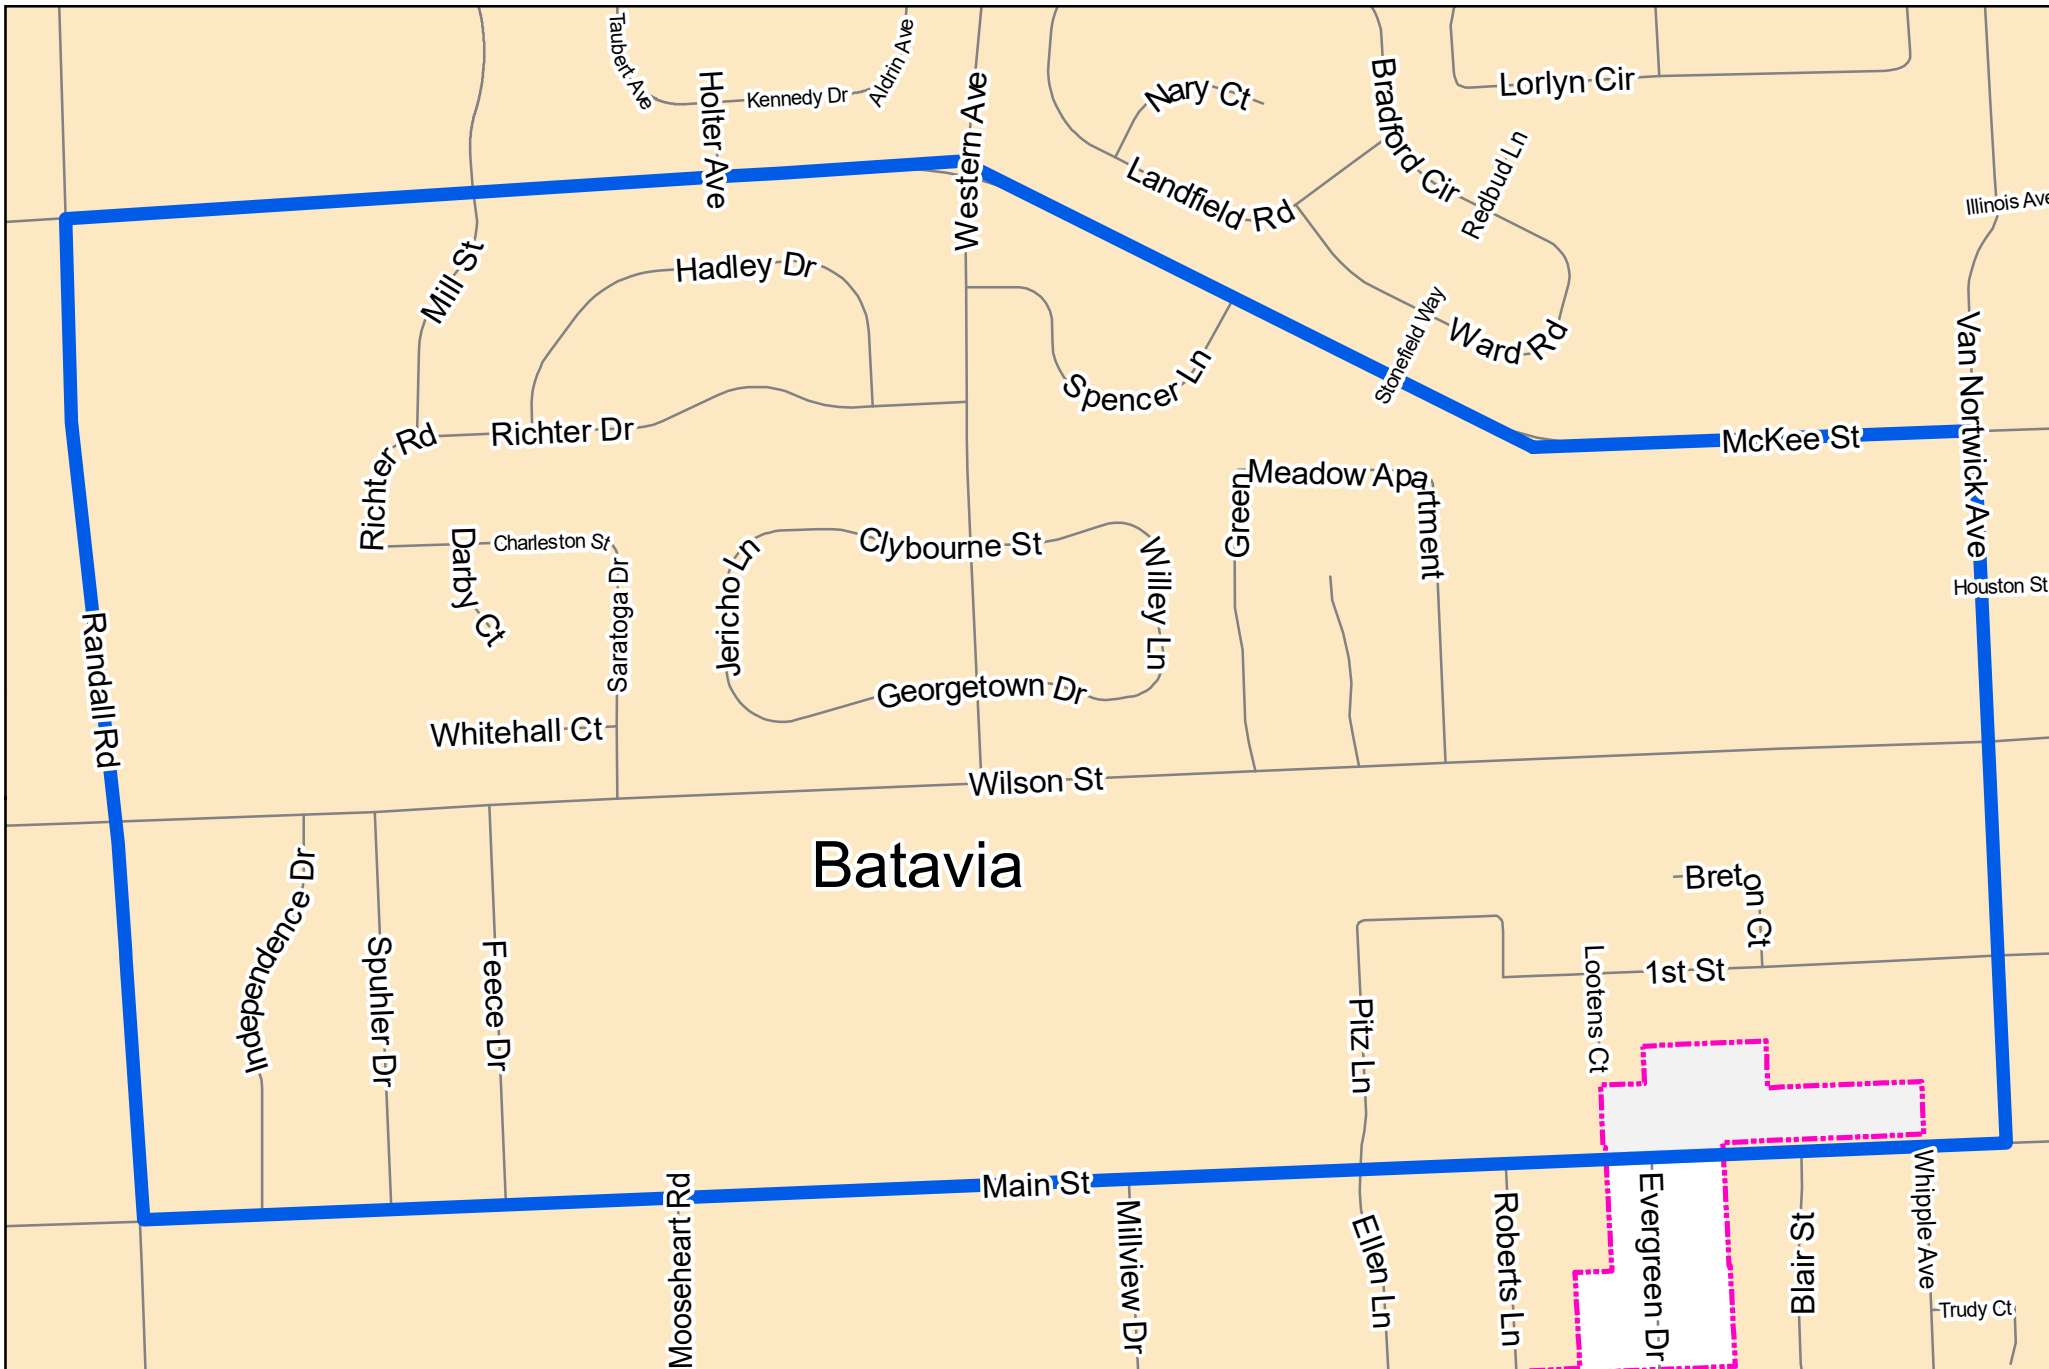 Taubert Ave
Kennedy Dr
Aldrin Ave
Holter Ave
Western Ave
Nary Ct
Landfield Rd
Bradford Cir
Lorlyn Cir
Redbud Ln
Illinois Ave
Mill St
Hadley Dr
Spencer Ln
Stonefield Way
Ward Rd
Van Nortwick Ave
McKee St
Richter Rd
Richter Dr
Green Meadow Apartment
Darby Ct
Charleston St
Saratoga Dr
Jericho Ln
Clybourne St
Willey Ln
Houston St
Randall Rd
Whitehall Ct
Georgetown Dr
Wilson St
Batavia
Independence Dr
Spuhler Dr
Feece Dr
Breton Ct
Lootens Ct
1st St
Pitz Ln
Main St
Mooseheart Rd
Millview Dr
Ellen Ln
Roberts Ln
Evergreen Dr
Blair St
Whipple Ave
Trudy Ct